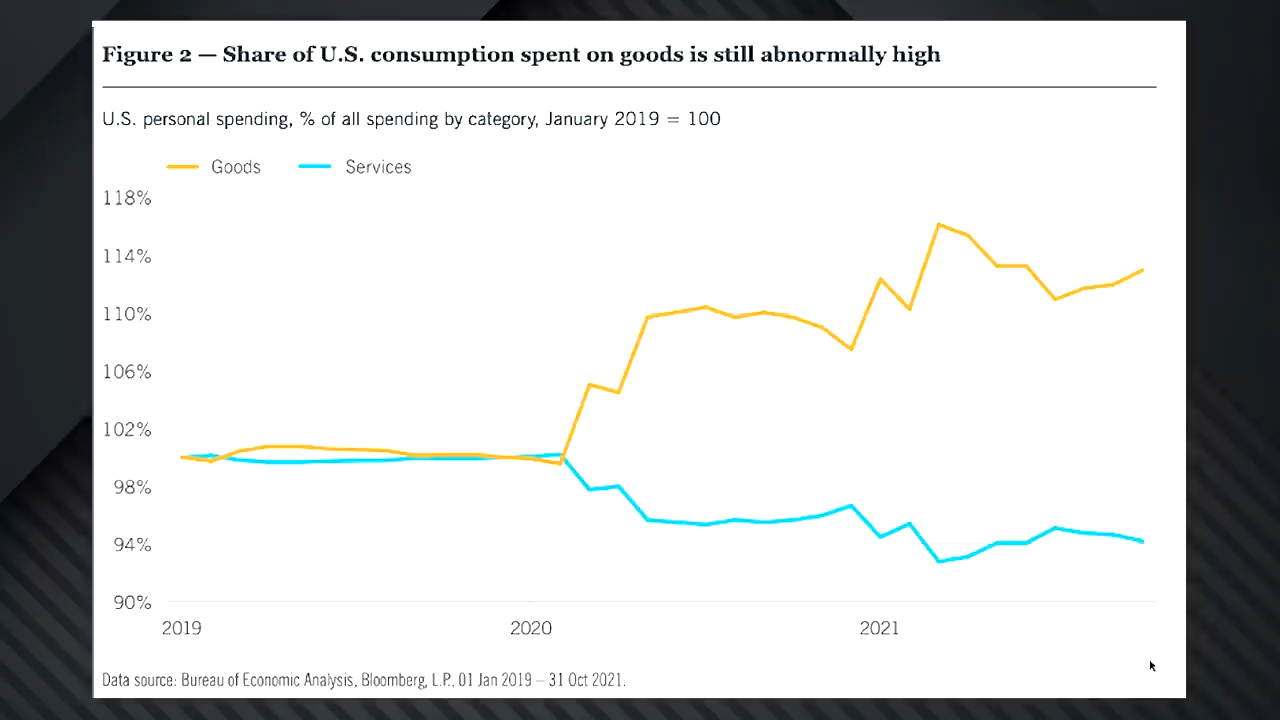 Figure 2 — Share of U.S. consumption spent on goods is still abnormally high
U.S. personal spending, % of all spending by category, January 2019 = 100
Goods
Services
118%
114%
110%
106%
102%
98%
94%
90%
2019
2020
2021
Data source: Bureau of Economic Analysis, Bloomberg, L.P., 01 Jan 2019 – 31 Oct 2021.